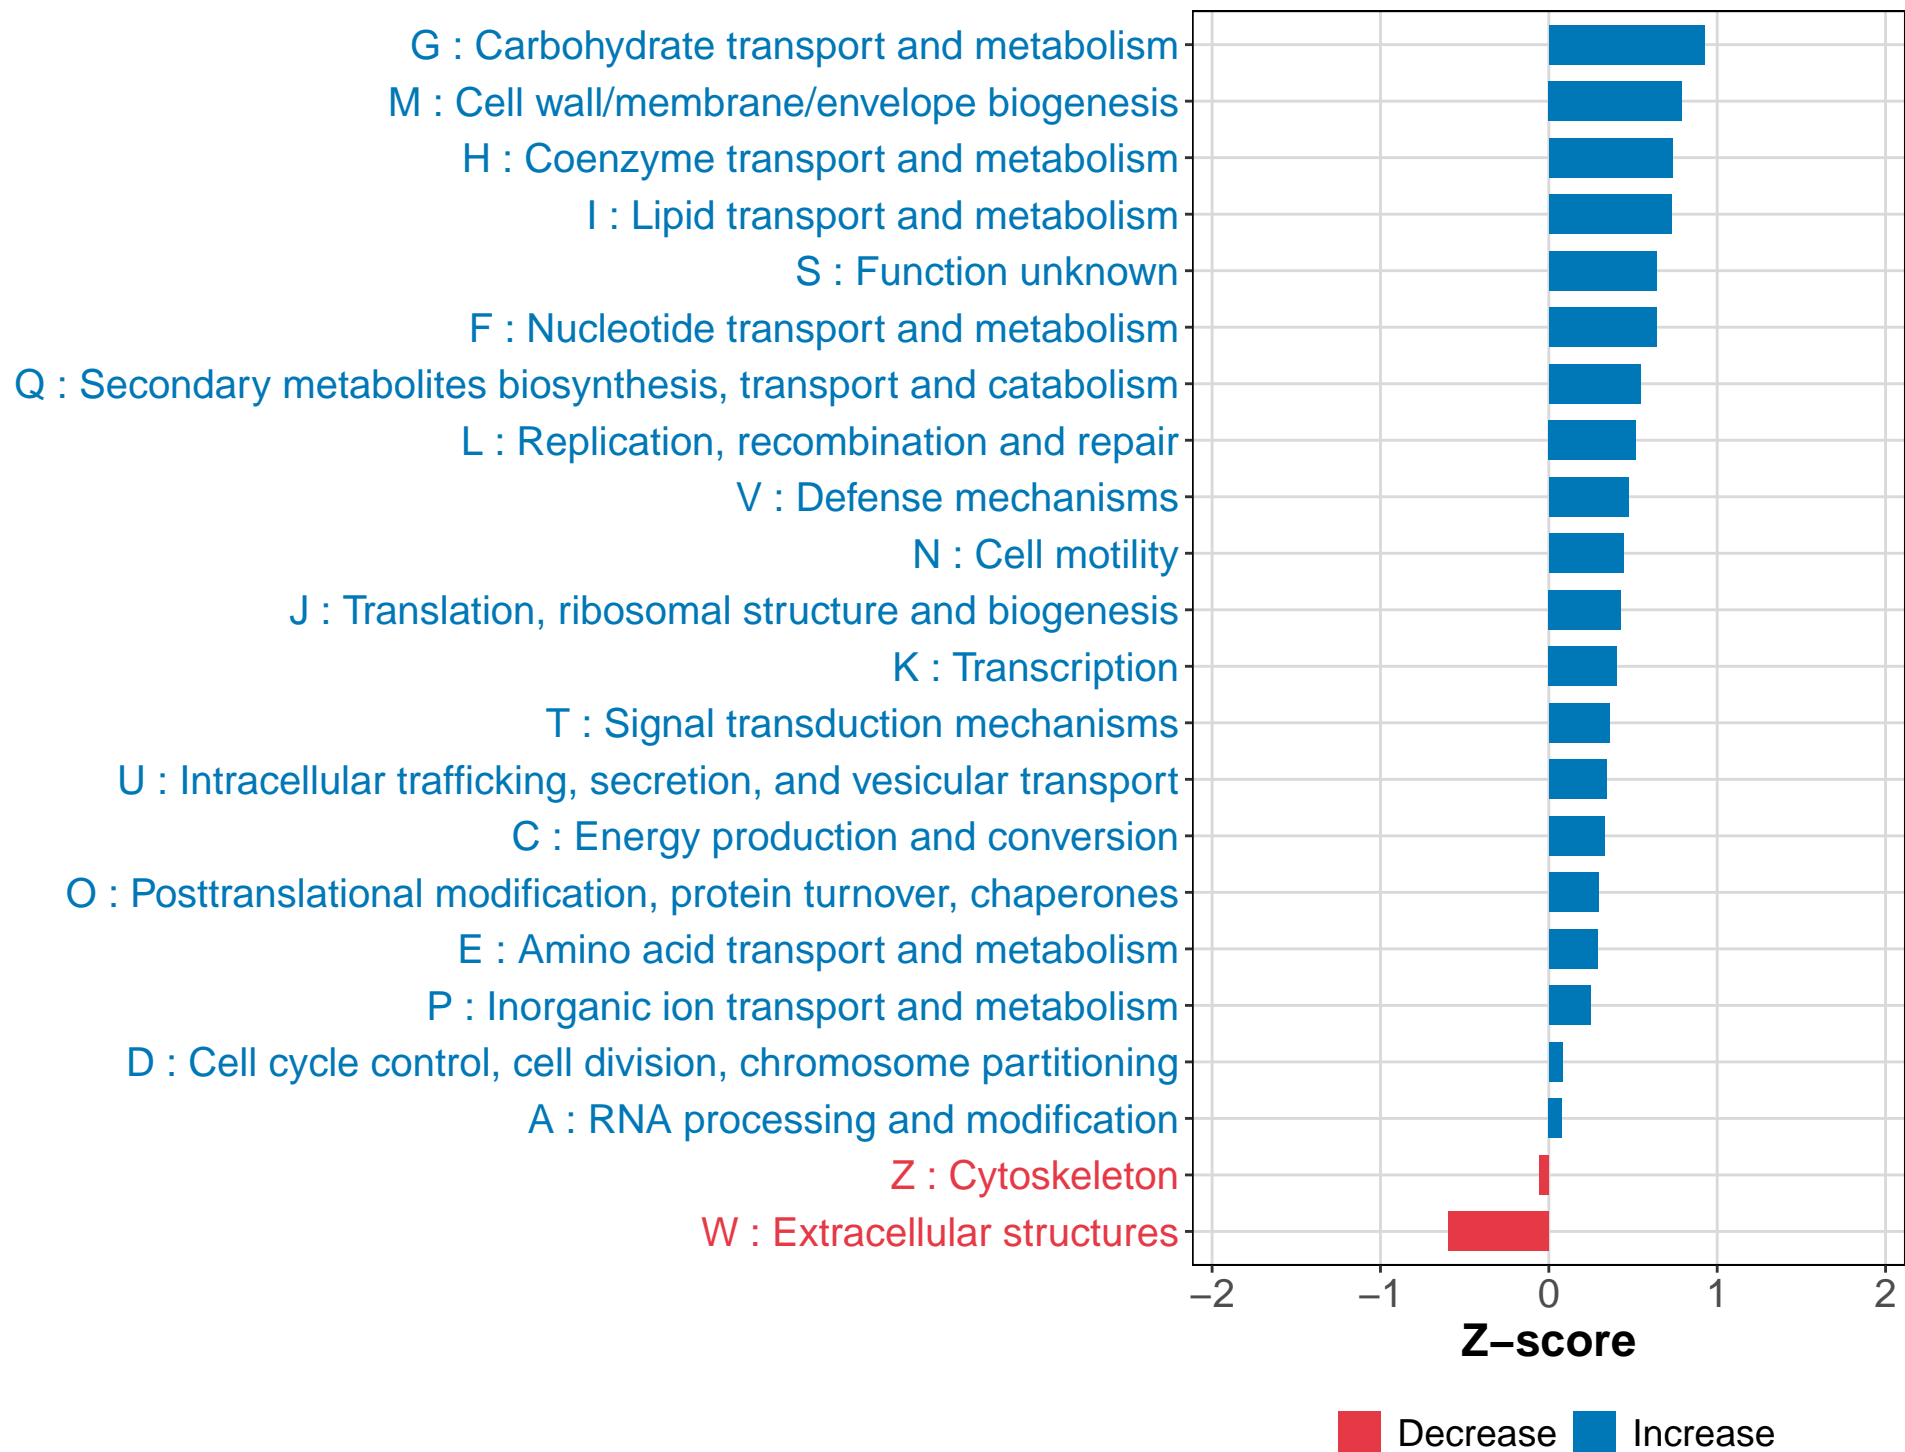 G : Carbohydrate transport and metabolism
M : Cell wall/membrane/envelope biogenesis
H : Coenzyme transport and metabolism
I : Lipid transport and metabolism
S : Function unknown
F : Nucleotide transport and metabolism
Q : Secondary metabolites biosynthesis, transport and catabolism
L : Replication, recombination and repair
V : Defense mechanisms
N : Cell motility
J : Translation, ribosomal structure and biogenesis
K : Transcription
T : Signal transduction mechanisms
U : Intracellular trafficking, secretion, and vesicular transport
C : Energy production and conversion
O : Posttranslational modification, protein turnover, chaperones
E : Amino acid transport and metabolism
P : Inorganic ion transport and metabolism
D : Cell cycle control, cell division, chromosome partitioning
A : RNA processing and modification
Z : Cytoskeleton
W : Extracellular structures
−2 −1 0 1 2
Z−score
Decrease Increase